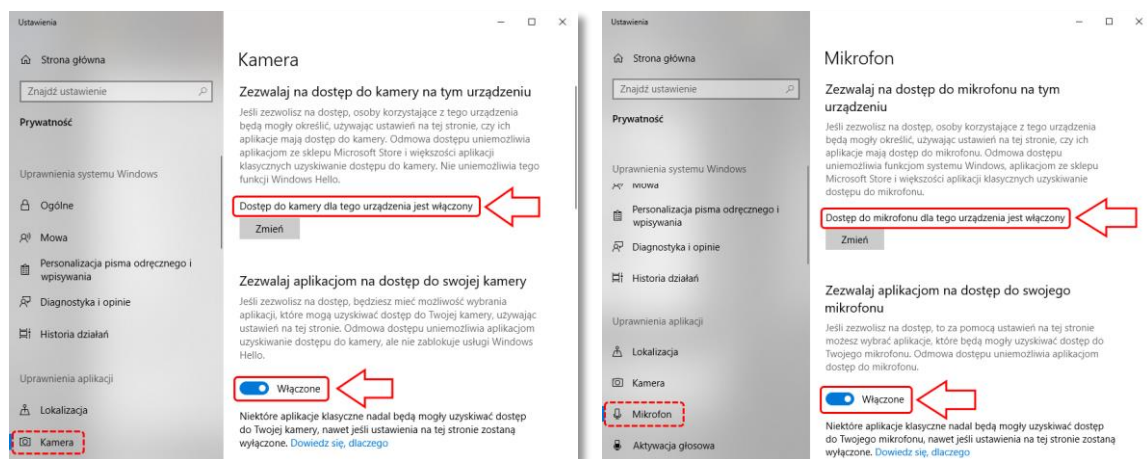 Ustawienia
Strona główna
Znajdź ustawienie
Prywatność
Uprawnienia systemu Windows
Ogólne
Mowa
Personalizacja pisma odręcznego i
wpisywania
Diagnostyka i opinie
Historia działań
Uprawnienia aplikacji
Lokalizacja
Kamera
Kamera
Zezwalaj na dostęp do kamery na tym urządzeniu
Jeśli zezwolisz na dostęp, osoby korzystające z tego urządzenia
będą mogły określić, używając ustawień na tej stronie, czy ich
aplikacje mają dostęp do kamery. Odmowa dostępu uniemożliwia
aplikacjom ze sklepu Microsoft Store i większości aplikacji
klasycznych uzyskiwanie dostępu do kamery. Nie uniemożliwia tego
funkcji Windows Hello.
Dostęp do kamery dla tego urządzenia jest włączony
Zmień
Zezwalaj aplikacjom na dostęp do swojej kamery
Jeśli zezwolisz na dostęp, będziesz mieć możliwość wybrania
aplikacji, które mogą uzyskiwać dostęp do Twojej kamery, używając
ustawień na tej stronie. Odmowa dostępu uniemożliwia aplikacjom
uzyskiwanie dostępu do kamery, ale nie zablokuje usługi Windows
Hello.
Włączone
Niektóre aplikacje klasyczne nadal będą mogły uzyskiwać dostęp
do Twojej kamery, nawet jeśli ustawienia na tej stronie zostaną
wyłączone. Dowiedz się, dlaczego
Ustawienia
Strona główna
Znajdź ustawienie
Prywatność
Uprawnienia systemu Windows
Mowa
Personalizacja pisma odręcznego i
wpisywania
Diagnostyka i opinie
Historia działań
Uprawnienia aplikacji
Lokalizacja
Kamera
Mikrofon
Aktywacja głosowa
Mikrofon
Zezwalaj na dostęp do mikrofonu na tym
urządzeniu
Jeśli zezwolisz na dostęp, osoby korzystające z tego urządzenia
będą mogły określić, używając ustawień na tej stronie, czy ich
aplikacje mają dostęp do mikrofonu. Odmowa dostępu
uniemożliwia funkcjom systemu Windows, aplikacjom ze sklepu
Microsoft Store i większości aplikacji klasycznych uzyskiwanie
dostępu do mikrofonu.
Dostęp do mikrofonu dla tego urządzenia jest włączony
Zmień
Zezwalaj aplikacjom na dostęp do swojego
mikrofonu
Jeśli zezwolisz na dostęp, to za pomocą ustawień na tej stronie
możesz wybrać aplikacje, które będą mogły uzyskiwać dostęp do
Twojego mikrofonu. Odmowa dostępu uniemożliwia aplikacjom
dostęp do mikrofonu.
Włączone
Niektóre aplikacje klasyczne nadal będą mogły uzyskiwać dostęp
do Twojego mikrofonu, nawet jeśli ustawienia na tej stronie zostaną
wyłączone. Dowiedz się, dlaczego